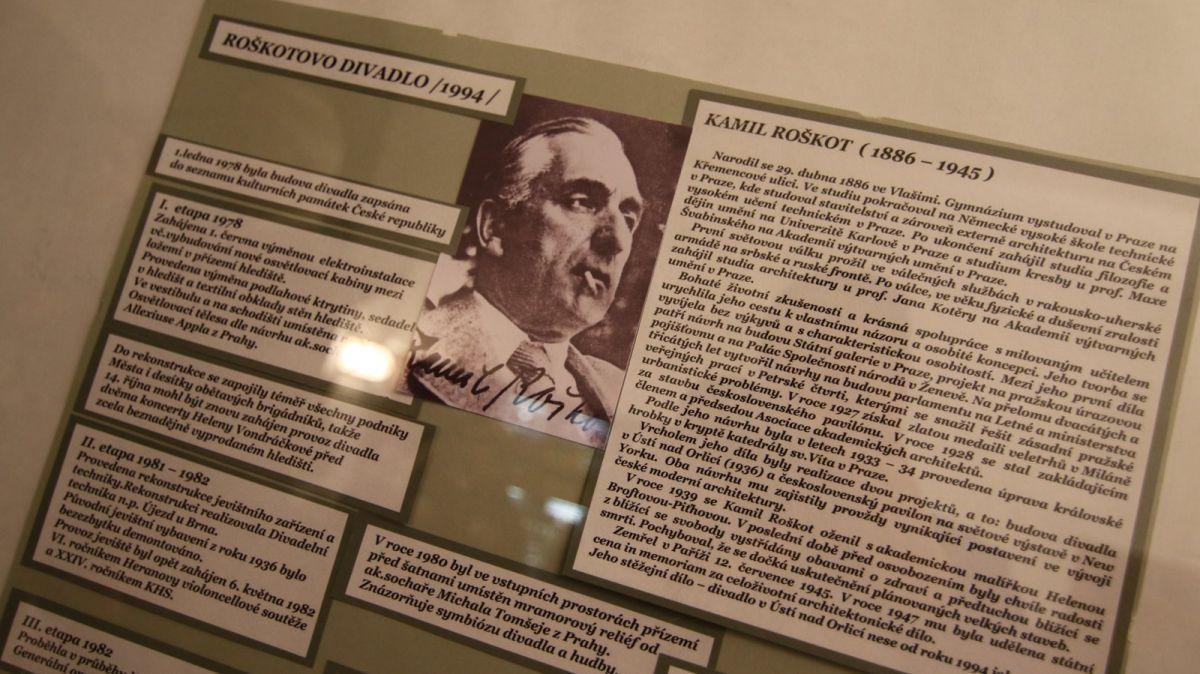 ROŠKOTOVO DIVADLO /1994/
1.ledna 1978 byla budova divadla zapsána
do seznamu kulturních památek České republiky
I. etapa 1978
Zahájena 1. června výměnou elektroinstalace
vč.vybudování nové osvětlovací kabiny mezi
ložemi v přízemí hlediště.
Provedena výměna podlahové krytiny, sedadel
v hledišt a textilní obklady stěn hlediště.
Ve vestibulu a na schodišti umístěna
Osvětlovací tělesa dle návrhu ak.soch
Allexiuse Appla z Prahy.
Do rekonstrukce se zapojily téměř všechny podniky
Města i desítky obětavých brigádníků, takže
14. října mohl být znovu zahájen provoz divadla
dvěma koncerty Heleny Vondráčkové před
zcela beznadějně vyprodaném hledišti.
II. etapa 1981 – 1982
Provedena rekonstrukce jevištního zařízení a
techniky.Rekonstrukci realizovala Divadelní
technika n.p. Újezd u Brna.
Původní jevištní vybavení z roku 1936 bylo
bezezbytku demontováno.
Provoz jeviště byl opět zahájen 6. května 1982
VI. ročníkem Heranovy violoncellové soutěže
a XXIV. ročníkem KHS.
III. etapa 1982
Proběhla v průběhu
Generální
V roce 1980 byl ve vstupních prostorách přízemí
před šatnami umístěn mramorový reliéf od
ak.sochaře Michala Tomšeje z Prahy.
Znázorňuje symbiózu divadla a hudby.
KAMIL ROŠKOT ( 1886 – 1945 )
Narodil se 29. dubna 1886 ve Vlašimi. Gymnázium vystudoval v Praze na
Křemencové ulici. Ve studiu pokračoval na Německé vysoké škole technické
v Praze, kde studoval stavitelství a zároveň externě architekturu na Českém
vysokém učení technickém v Praze. Po ukončení zahájil studia filozofie a
dějin umění na Univerzitě Karlově v Praze a studium kresby u prof. Maxe
Švabinského na Akademii výtvarných umění v Praze.
První světovou válku prožil ve válečných službách v rakousko-uherské
armádě na srbské a ruské frontě. Po válce, ve věku fyzické a duševní zralosti
zahájil studia architektury u prof. Jana Kotěry na Akademii výtvarných
umění v Praze.
Bohaté životní zkušenosti a krásná spolupráce s milovaným učitelem
urychlila jeho cestu k vlastnímu názoru a osobité koncepci. Jeho tvorba se
vyvíjela bez výkyvů a s charakteristickou osobitostí. Mezi jeho první díla
patří návrh na budovu Státní galerie v Praze, projekt na pražskou úrazovou
pojišťovnu a na Palác Společnosti národů v Ženevě. Na přelomu dvacátých a
třicátých let vytvořil návrhy na budovu parlamentu na Letné a ministerstva
veřejných prací v Petrské čtvrti, kterými se snažil řešit zásadní pražské
urbanistické problémy. V roce 1927 získal zlatou medaili veletrhů v Miláně
za stavbu československého pavilónu. V roce 1928 se stal zakládajícím
členem a předsedou Asociace akademických architektů.
Podle jeho návrhu byla v letech 1933 – 34 provedena úprava královské
hrobky v kryptě katedrály sv.Víta v Praze.
Vrcholem jeho díla byly realizace dvou projektů, a to: budova divadla
v Ústí nad Orlicí (1936) a československý pavilon na světové výstavě v New
Yorku. Oba návrhu mu zajistily provždy vynikající postavení ve vývoji
české moderní architektury.
V roce 1939 se Kamil Roškot oženil s akademickou malířkou Helenou
Broftovou-Piťhovou. V poslední době před osvobozením byly chvíle radosti
z blížící se svobody vystřídány obavami o zdraví a předtuchou blížící se
smrti. Pochyboval, že se dočká uskutečnění plánovaných velkých staveb.
Zemřel v Paříži 12. července 1945. V roce 1947 mu byla udělena státní
cena in memoriam za celoživotní architektonické dílo.
Jeho stěžejní dílo – divadlo v Ústí nad Orlicí nese od roku 1994